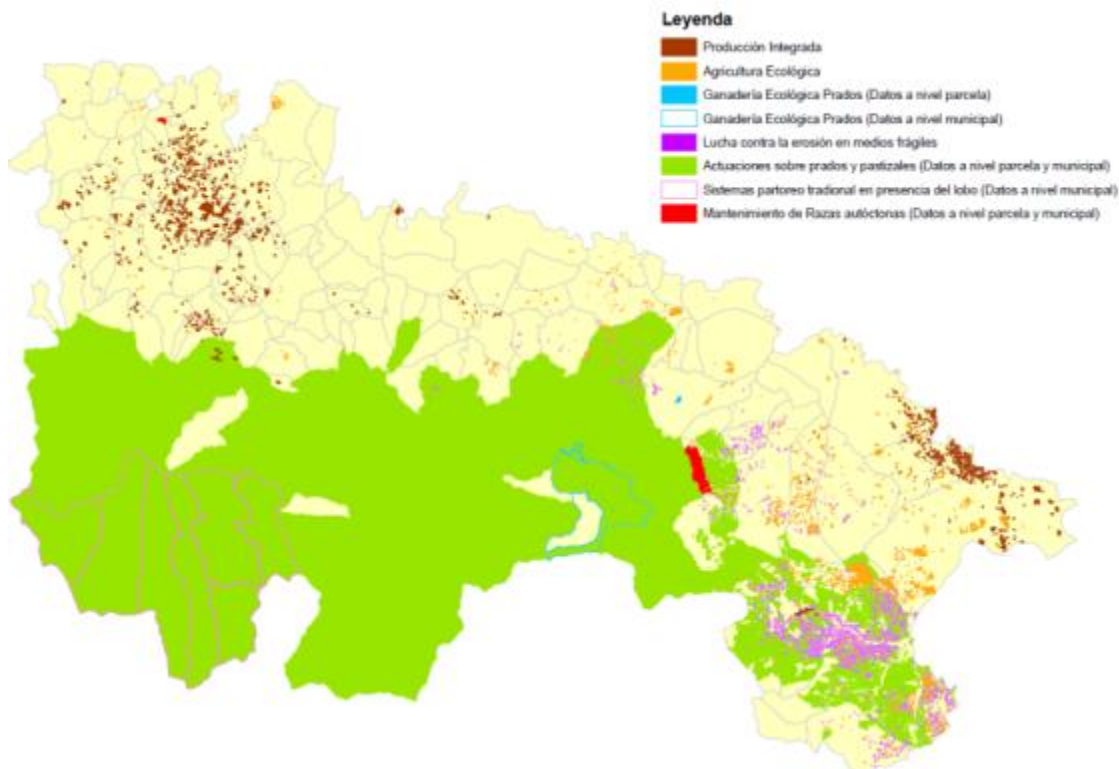 Leyenda
Producción Integrada
Agricultura Ecológica
Ganadería Ecológica Prados (Datos a nivel parcela)
Ganadería Ecológica Prados (Datos a nivel municipal)
Lucha contra la erosión en medios frágiles
Actuaciones sobre prados y pastizales (Datos a nivel parcela y municipal)
Sistemas partoreo tradional en presencia del lobo (Datos a nivel municipal)
Mantenimiento de Razas autóctonas (Datos a nivel parcela y municipal)